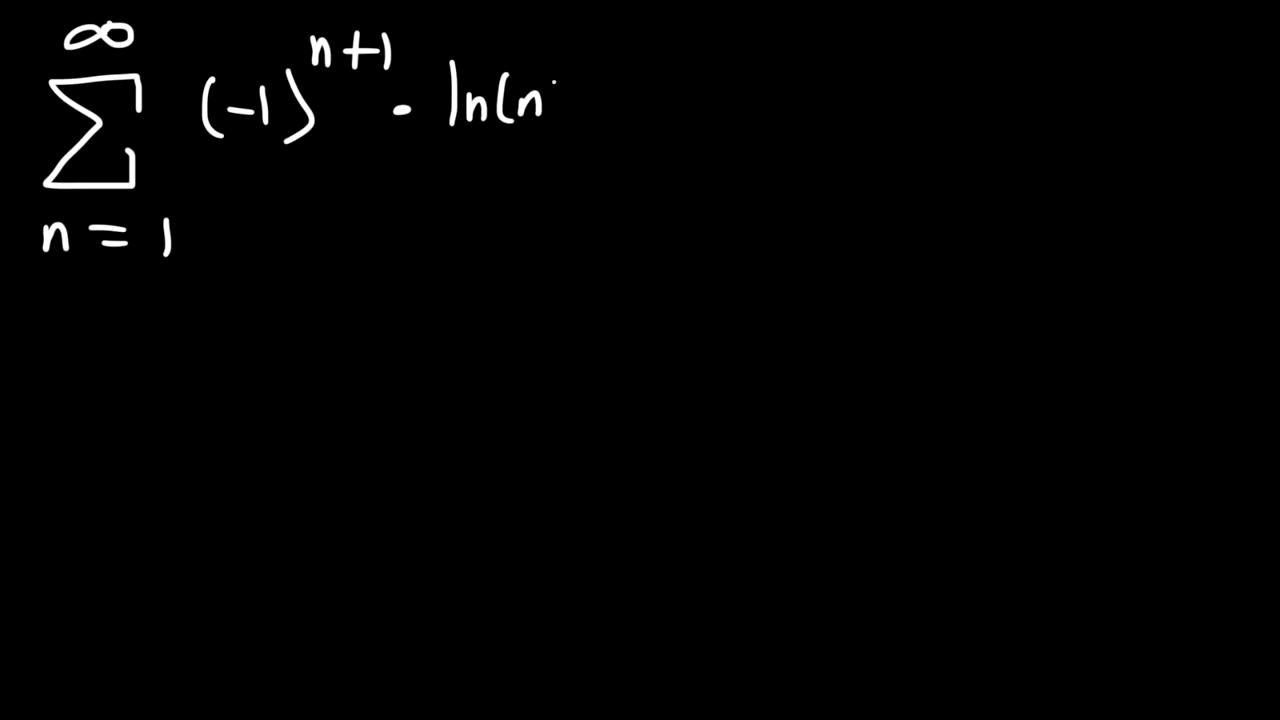 ∞
∑ (-1)^{n+1} · ln(n
n = 1